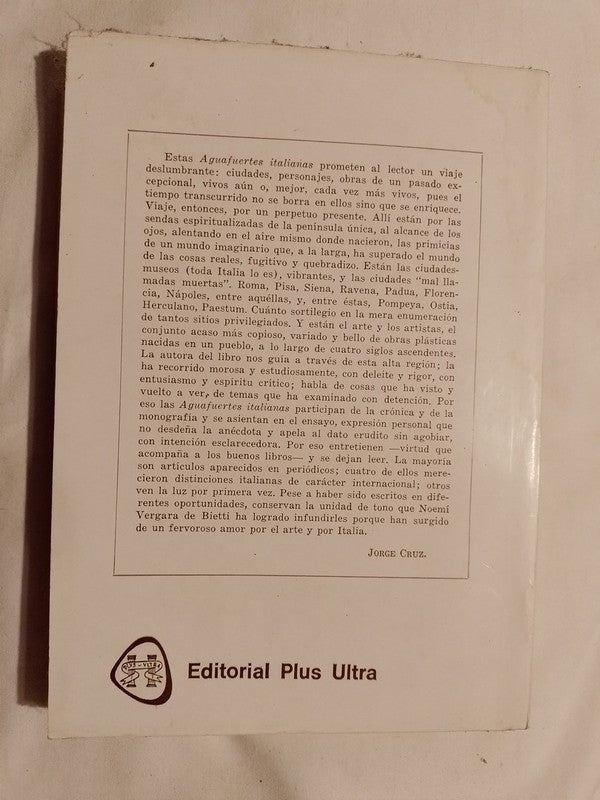 Estas Aguafuertes italianas prometen al lector un viaje
deslumbrante: ciudades, personajes, obras de un pasado ex-
cepcional, vivos aún o, mejor, cada vez más vivos, pues el
tiempo transcurrido no se borra en ellos sino que se enriquece.
Viaje, entonces, por un perpetuo presente. Allí están por las
sendas espiritualizadas de la península única, al alcance de los
ojos, alentando en el aire mismo donde nacieron, las primicias
de un mundo imaginario que, a la larga, ha superado el mundo
de las cosas reales, fugitivo y quebradizo. Están las ciudades-
museos (toda Italia lo es), vibrantes, y las ciudades "mal lla-
madas muertas". Roma, Pisa, Siena, Ravena, Padua, Floren-
cia, Nápoles, entre aquéllas, y, entre éstas, Pompeya, Ostia,
Herculano, Paestum. Cuánto sortilegio en la mera enumeración
de tantos sitios privilegiados. Y están el arte y los artistas, el
conjunto acaso más copioso, variado y bello de obras plásticas
nacidas en un pueblo, a lo largo de cuatro siglos ascendentes.
La autora del libro nos guía a través de esta alta región; la
ha recorrido morosa y estudiosamente, con deleite y rigor, con
entusiasmo y espíritu crítico; habla de cosas que ha visto y
vuelto a ver, de temas que ha examinado con detención. Por
eso las Aguafuertes italianas participan de la crónica y de la
monografía y se asientan en el ensayo, expresión personal que
no desdeña la anécdota y apela al dato erudito sin agobiar,
con intención esclarecedora. Por eso entretienen —virtud que
acompaña a los buenos libros— y se dejan leer. La mayoría
son artículos aparecidos en periódicos; cuatro de ellos mere-
cieron distinciones italianas de carácter internacional; otros
ven la luz por primera vez. Pese a haber sido escritos en dife-
rentes oportunidades, conservan la unidad de tono que Noemí
Vergara de Bietti ha logrado infundirles porque han surgido
de un fervoroso amor por el arte y por Italia.
JORGE CRUZ.
PLUS ULTRA
Editorial Plus Ultra